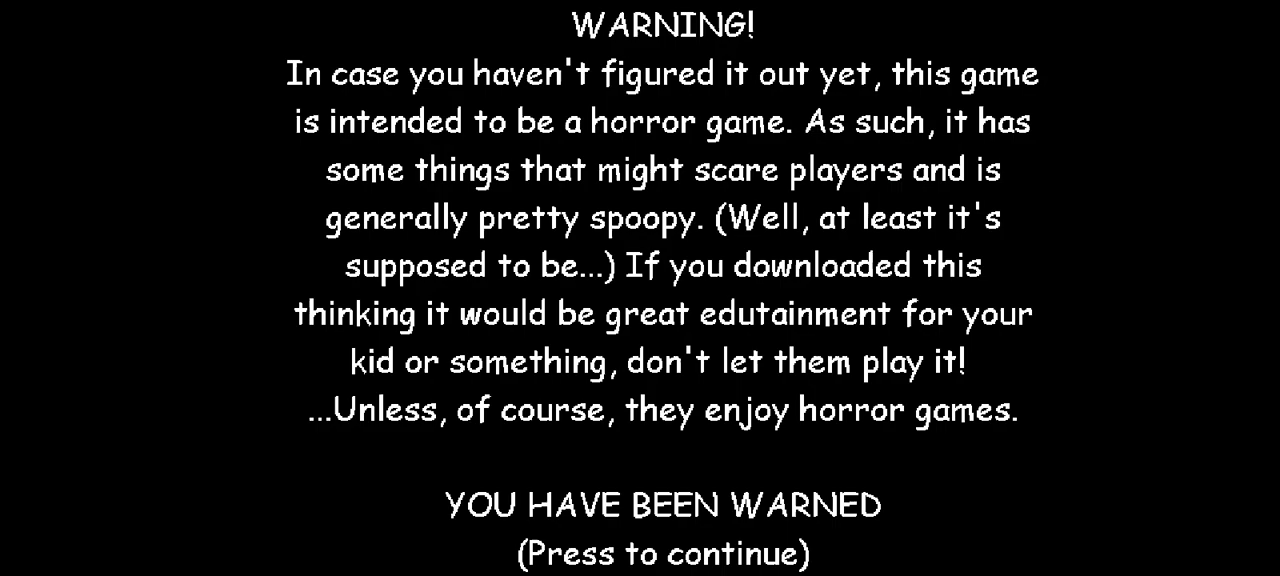 WARNING!
In case you haven't figured it out yet, this game
is intended to be a horror game. As such, it has
some things that might scare players and is
generally pretty spoopy. (Well, at least it's
supposed to be...) If you downloaded this
thinking it would be great edutainment for your
kid or something, don't let them play it!
...Unless, of course, they enjoy horror games.
YOU HAVE BEEN WARNED
(Press to continue)